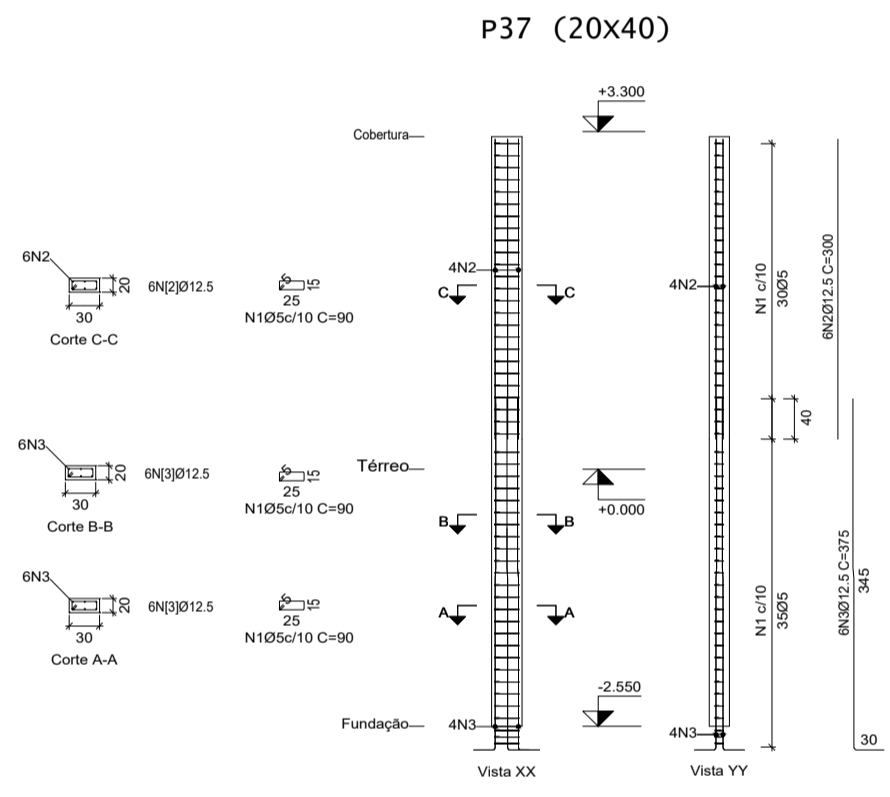 P37 (20X40)
+3.300
Cobertura
6N2
20
6N[2]Ø12.5
5
15
25
N1Ø5c/10 C=90
30
Corte C-C
4N2
C
C
4N2
N1 c/10
30Ø5
6N2Ø12.5 C=300
40
6N3
20
6N[3]Ø12.5
5
15
25
N1Ø5c/10 C=90
30
Corte B-B
Térreo
+0.000
B
B
6N3
20
6N[3]Ø12.5
5
15
25
N1Ø5c/10 C=90
30
Corte A-A
A
A
N1 c/10
35Ø5
6N3Ø12.5 C=375
345
-2.550
Fundação
4N3
4N3
30
Vista XX
Vista YY